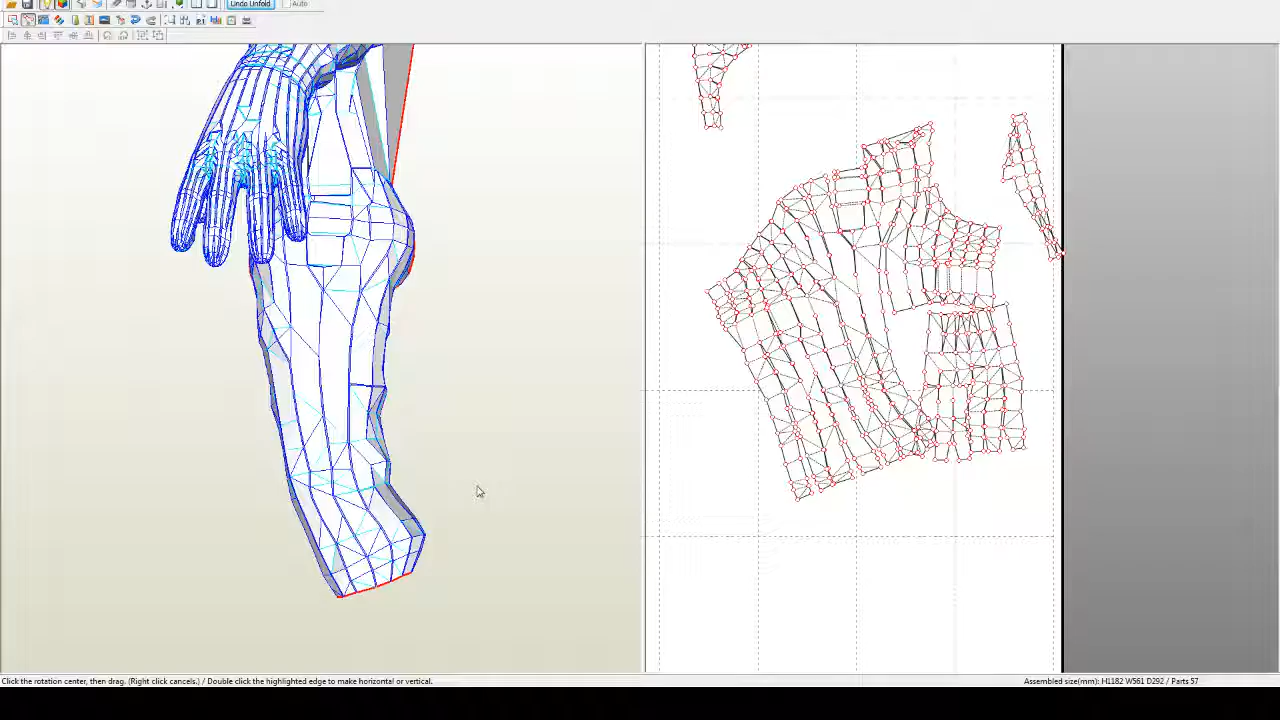 Undo Unfold
Auto
Click the rotation center, then drag. (Right click cancels.) / Double click the highlighted edge to make horizontal or vertical.
Assembled size(mm): H1182 W561 D292 / Parts 57